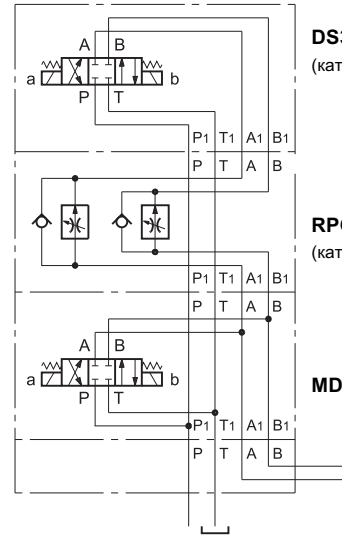 A B
DS3
a b
(кат
P T
P1 T1 A1 B1
P T A B
RPC
(кат
P1 T1 A1 B1
P T A B
A B
a b
MD
P T
P1 T1 A1 B1
P T A B